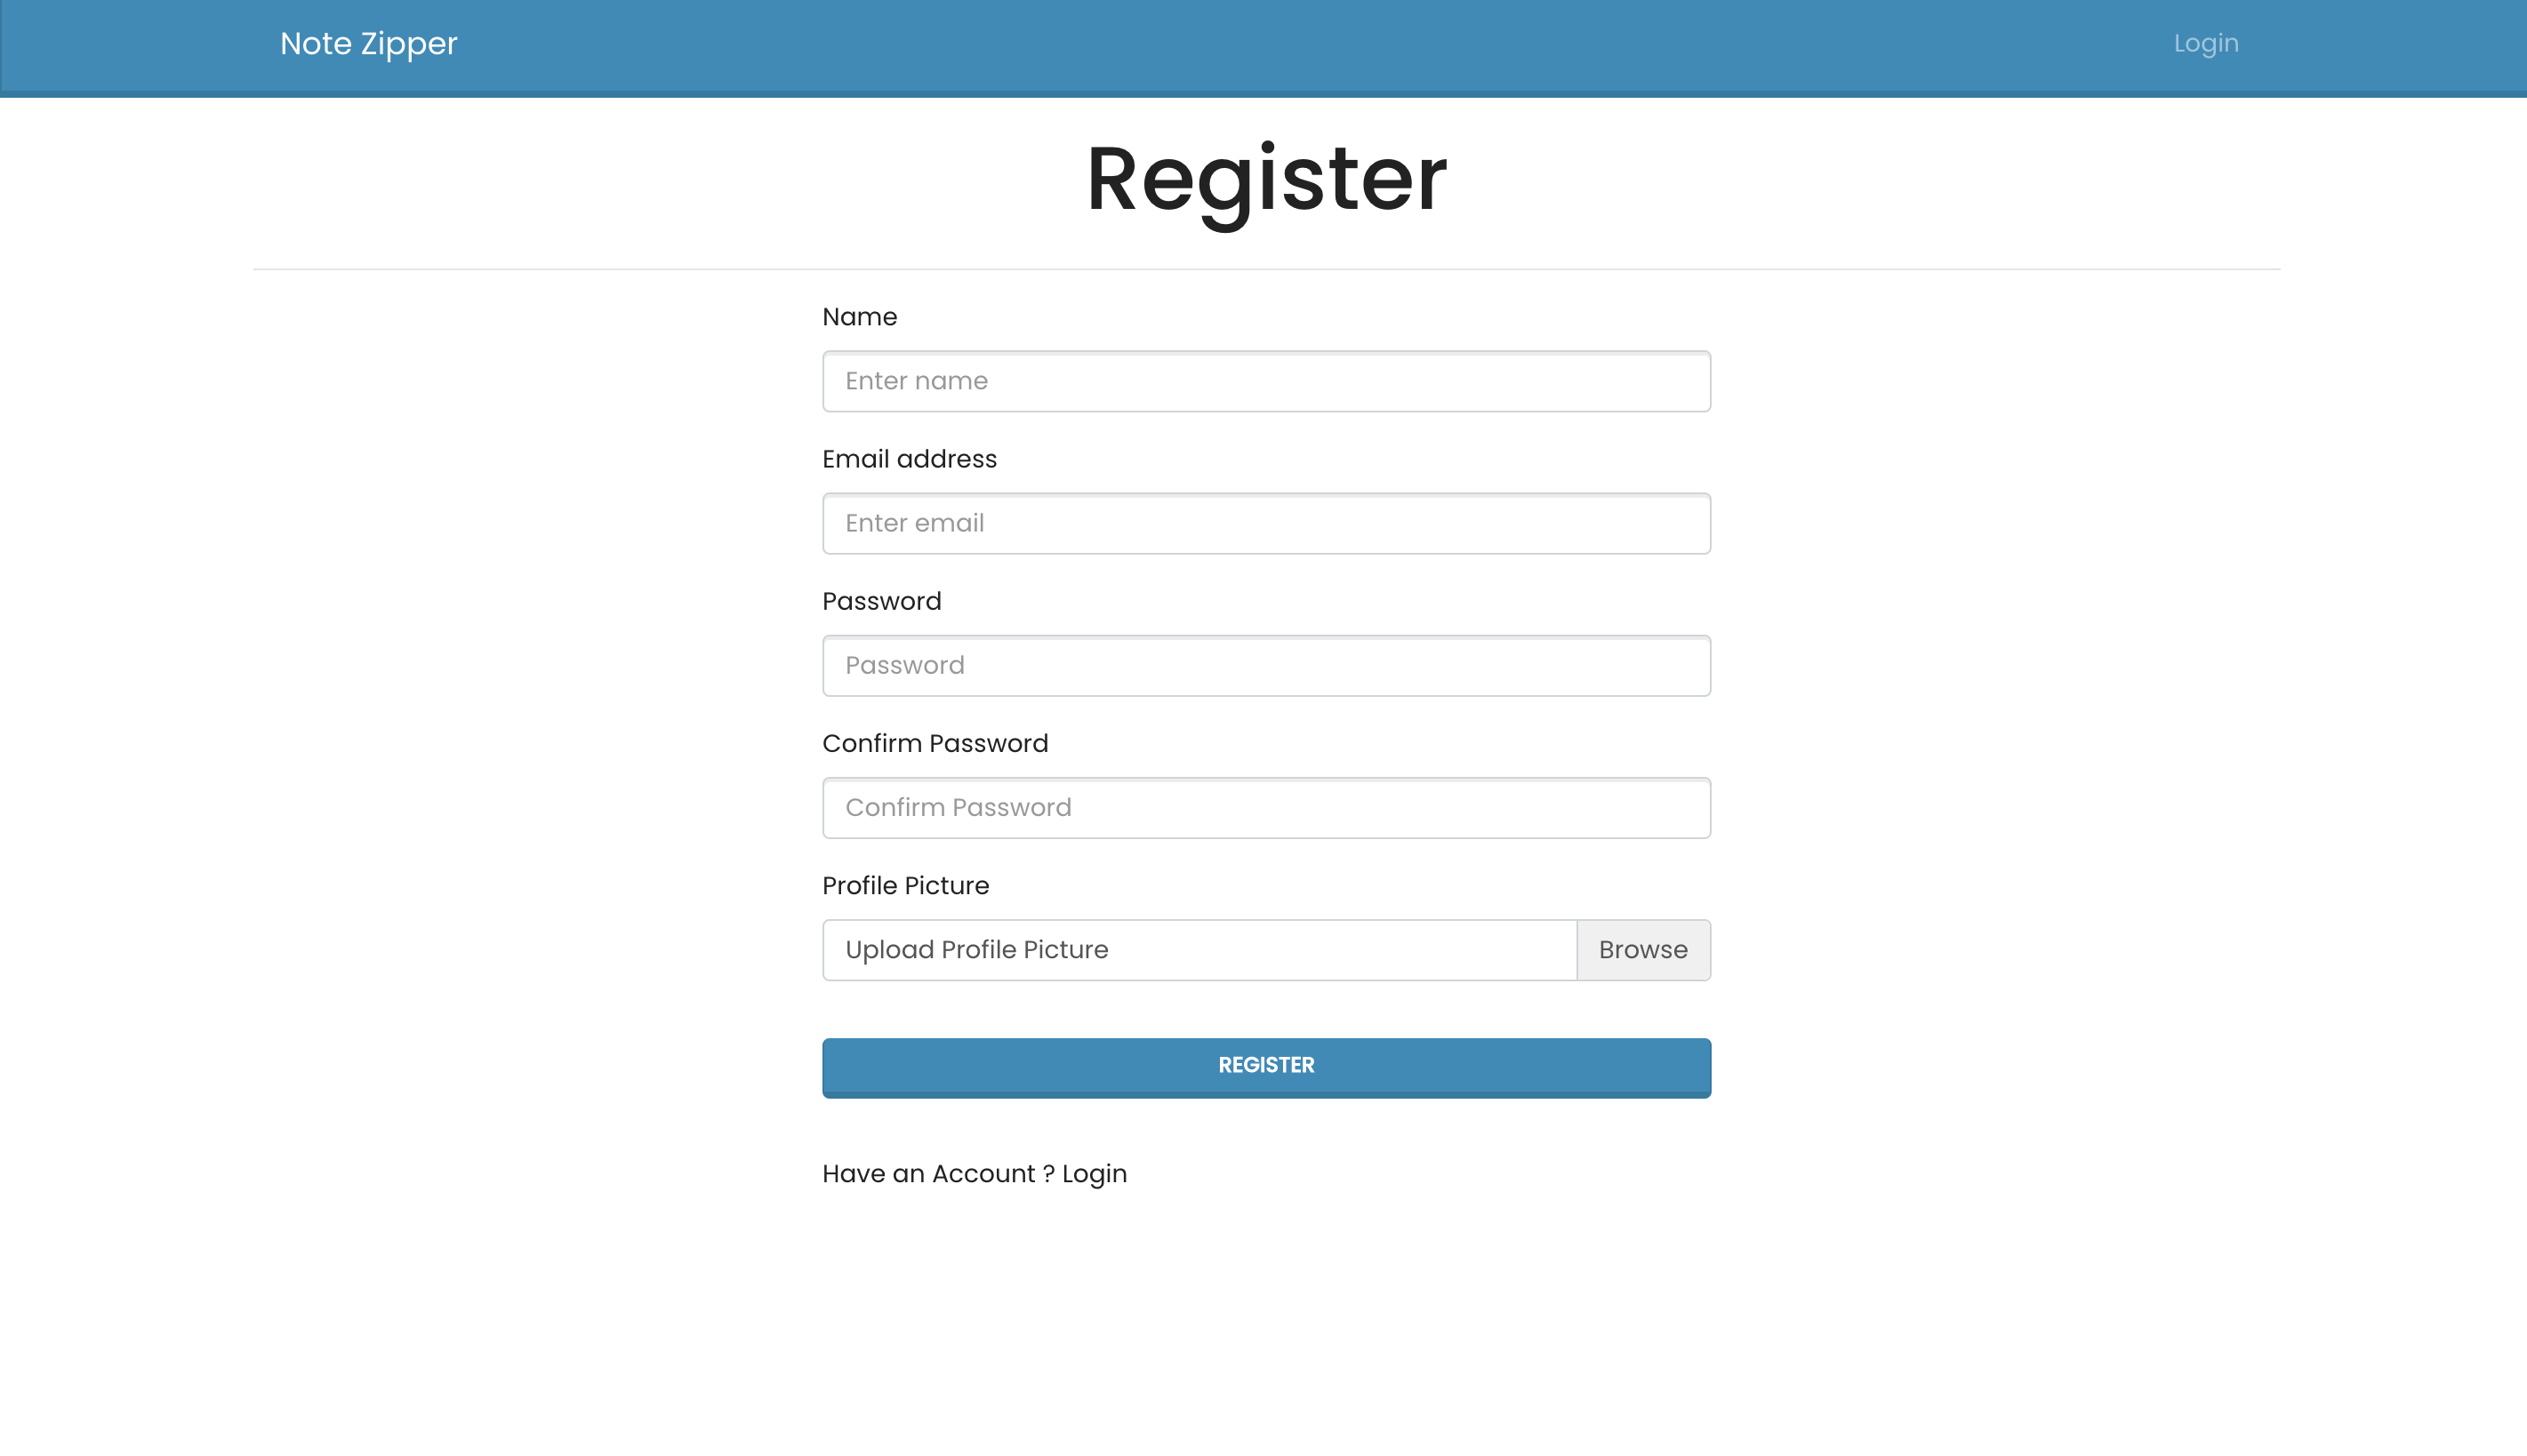 Note Zipper
Login
Register
Name
Enter name
Email address
Enter email
Password
Password
Confirm Password
Confirm Password
Profile Picture
Upload Profile Picture
Browse
REGISTER
Have an Account ? Login